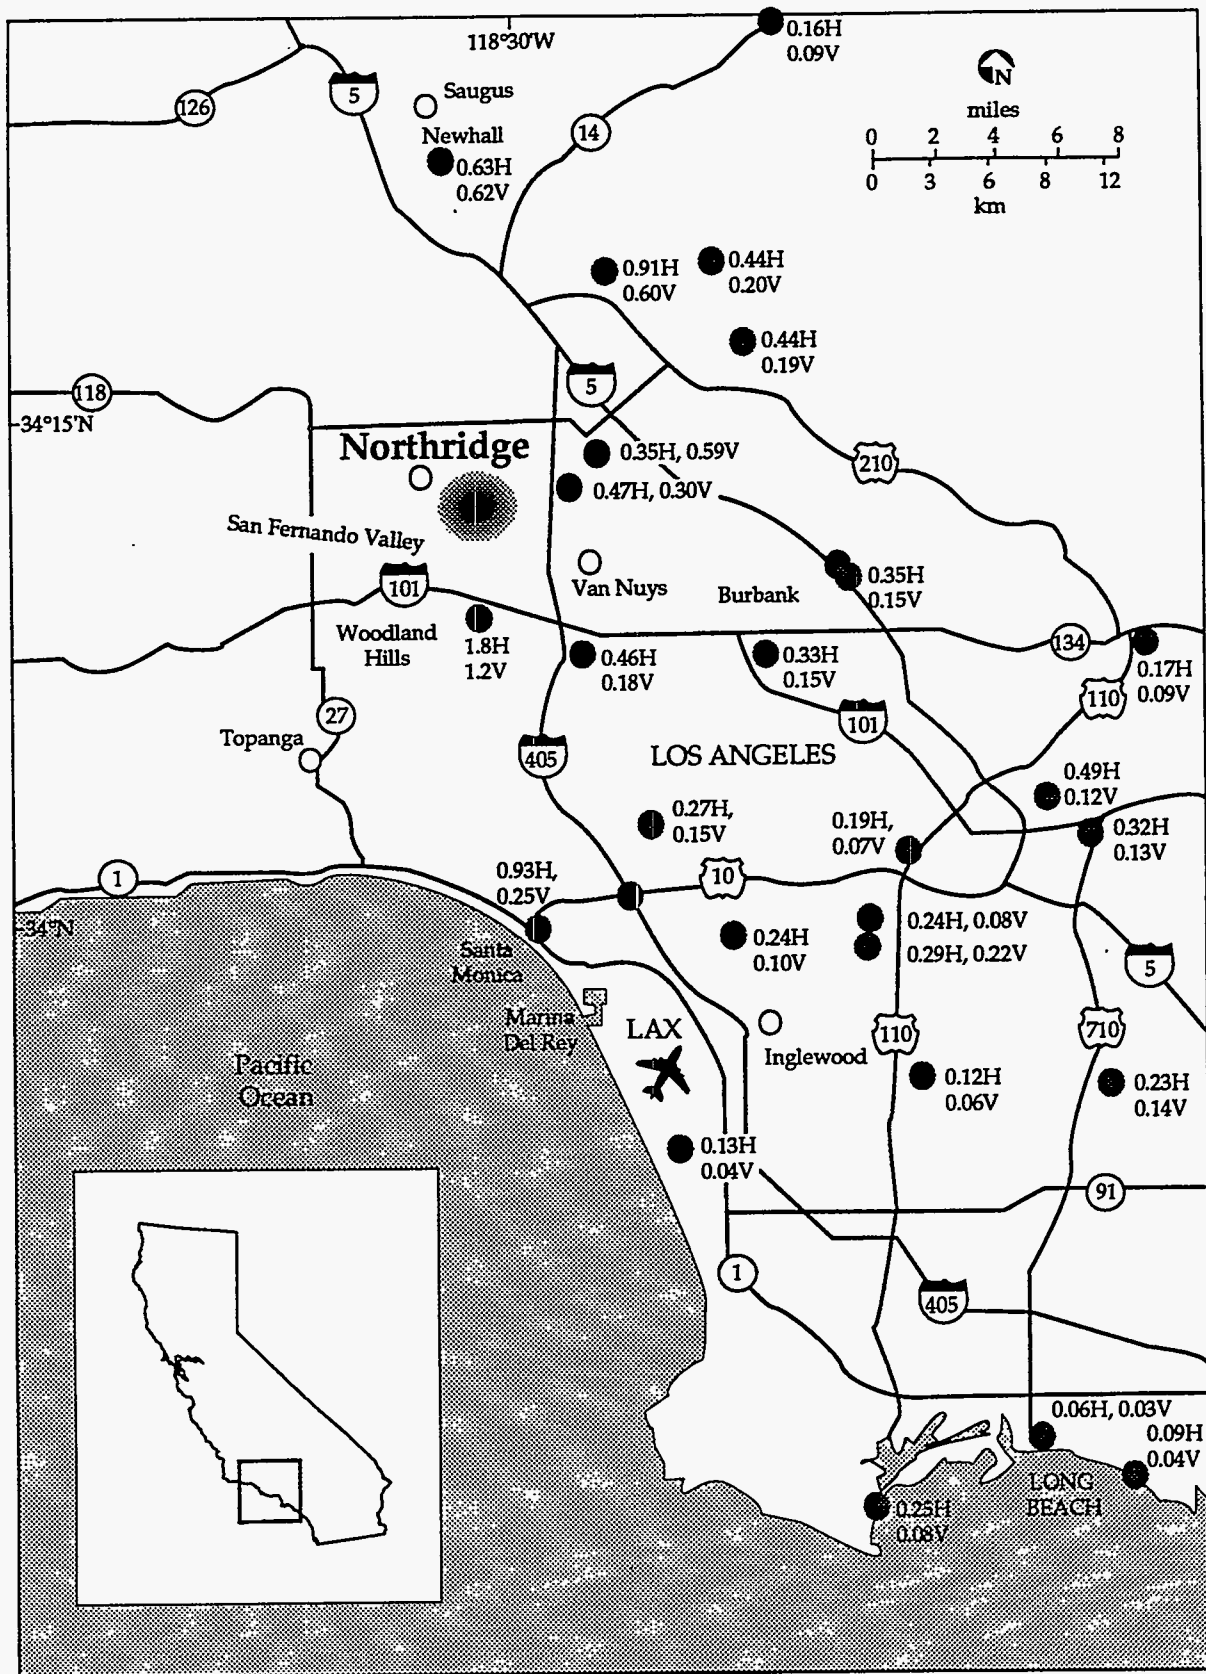 118°30'W
0.16H
0.09V
N
miles
0 2 4 6 8
0 3 6 8 12
km
126
5
Saugus
14
Newhall
0.63H
0.62V
0.91H
0.60V
0.44H
0.20V
0.44H
0.19V
118
5
34°15'N
Northridge
0.35H, 0.59V
210
0.47H, 0.30V
San Fernando Valley
101
Van Nuys
Burbank
0.35H
0.15V
Woodland
Hills
1.8H
1.2V
0.46H
0.18V
0.33H
0.15V
134
0.17H
0.09V
110
27
101
Topanga
405
LOS ANGELES
0.49H
0.12V
0.27H,
0.15V
0.19H,
0.07V
0.32H
0.13V
1
0.93H,
0.25V
10
34°N
0.24H, 0.08V
Santa
Monica
0.24H
0.10V
0.29H, 0.22V
5
Marina
Del Rey
LAX
Inglewood
110
710
Pacific
Ocean
0.12H
0.06V
0.23H
0.14V
0.13H
0.04V
91
1
405
0.06H, 0.03V
0.09H
0.04V
LONG
BEACH
0.25H
0.08V